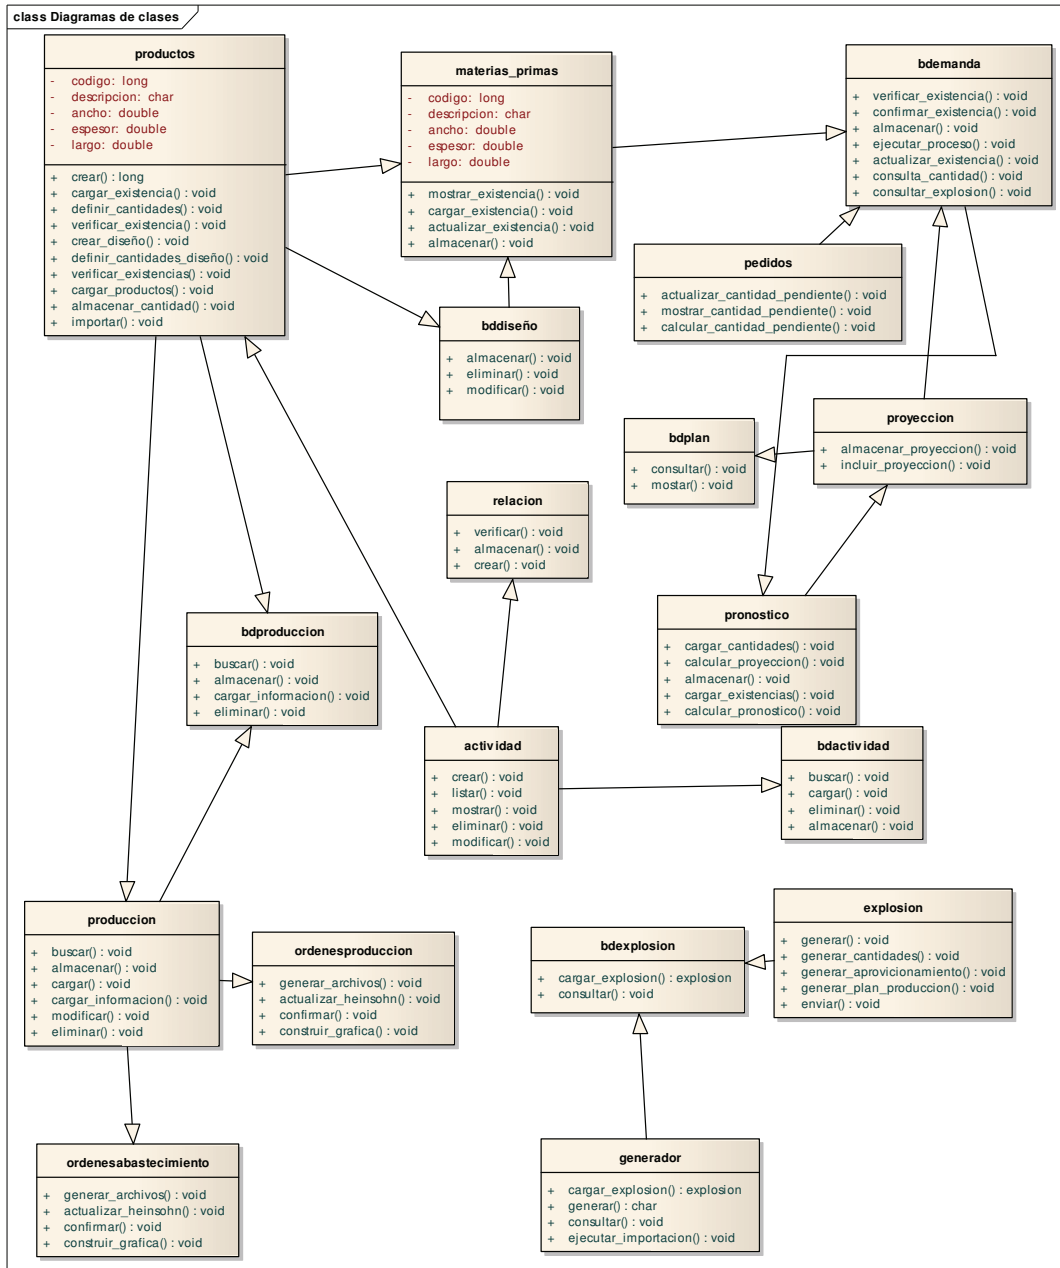 class Diagramas de clases
productos
- codigo: long
- descripcion: char
- ancho: double
- espesor: double
- largo: double
+ crear() : long
+ cargar_existencia() : void
+ definir_cantidades() : void
+ verificar_existencia() : void
+ crear_diseño() : void
+ definir_cantidades_diseño() : void
+ verificar_existencias() : void
+ cargar_productos() : void
+ almacenar_cantidad() : void
+ importar() : void
materias_primas
- codigo: long
- descripcion: char
- ancho: double
- espesor: double
- largo: double
+ mostrar_existencia() : void
+ cargar_existencia() : void
+ actualizar_existencia() : void
+ almacenar() : void
bdemanda
+ verificar_existencia() : void
+ confirmar_existencia() : void
+ almacenar() : void
+ ejecutar_proceso() : void
+ actualizar_existencia() : void
+ consulta_cantidad() : void
+ consultar_explosion() : void
pedidos
+ actualizar_cantidad_pendiente() : void
+ mostrar_cantidad_pendiente() : void
+ calcular_cantidad_pendiente() : void
bddiseño
+ almacenar() : void
+ eliminar() : void
+ modificar() : void
bdplan
+ consultar() : void
+ mostar() : void
proyeccion
+ almacenar_proyeccion() : void
+ incluir_proyeccion() : void
relacion
+ verificar() : void
+ almacenar() : void
+ crear() : void
bdproduccion
+ buscar() : void
+ almacenar() : void
+ cargar_informacion() : void
+ eliminar() : void
pronostico
+ cargar_cantidades() : void
+ calcular_proyeccion() : void
+ almacenar() : void
+ cargar_existencias() : void
+ calcular_pronostico() : void
actividad
+ crear() : void
+ listar() : void
+ mostrar() : void
+ eliminar() : void
+ modificar() : void
bdactividad
+ buscar() : void
+ cargar() : void
+ eliminar() : void
+ almacenar() : void
produccion
+ buscar() : void
+ almacenar() : void
+ cargar() : void
+ cargar_informacion() : void
+ modificar() : void
+ eliminar() : void
ordenesproduccion
+ generar_archivos() : void
+ actualizar_heinsohn() : void
+ confirmar() : void
+ construir_grafica() : void
bdexplosion
+ cargar_explosion() : explosion
+ consultar() : void
explosion
+ generar() : void
+ generar_cantidades() : void
+ generar_aprovicionamiento() : void
+ generar_plan_produccion() : void
+ enviar() : void
ordenesabastecimiento
+ generar_archivos() : void
+ actualizar_heinsohn() : void
+ confirmar() : void
+ construir_grafica() : void
generador
+ cargar_explosion() : explosion
+ generar() : char
+ consultar() : void
+ ejecutar_importacion() : void